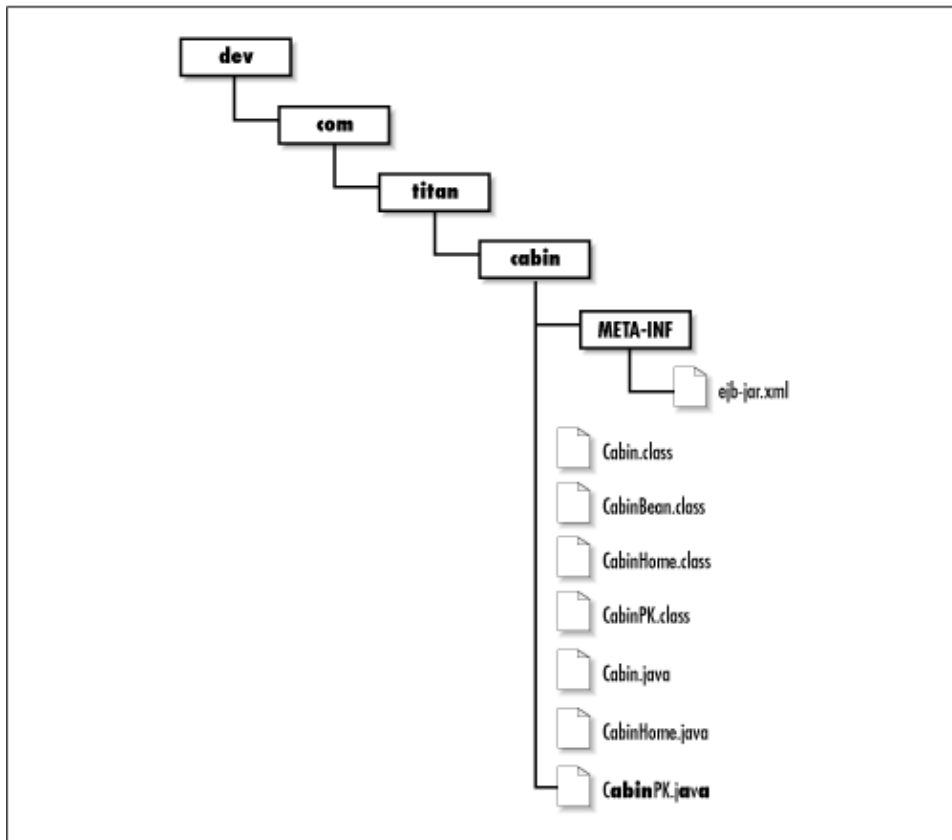 dev
com
titan
cabin
META-INF
ejb-jar.xml
Cabin.class
CabinBean.class
CabinHome.class
CabinPK.class
Cabin.java
CabinHome.java
CabinPK.java